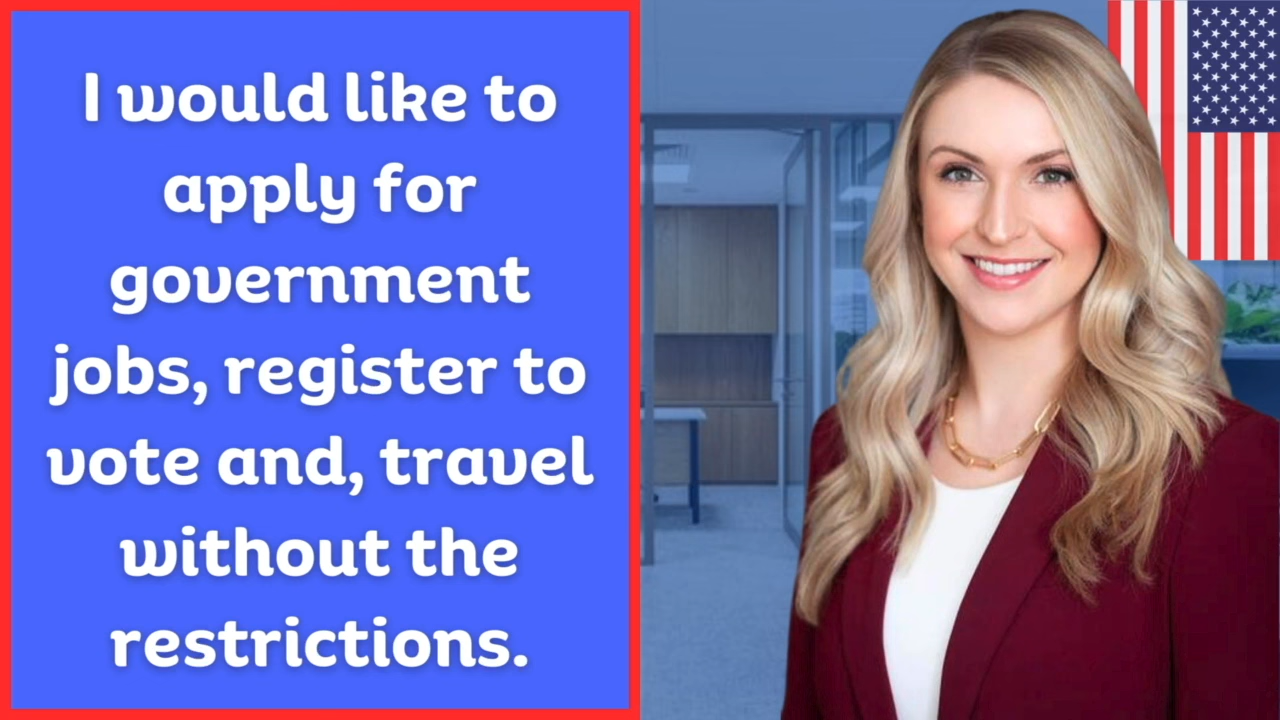 I would like to
apply for
government
jobs, register to
vote and, travel
without the
restrictions.